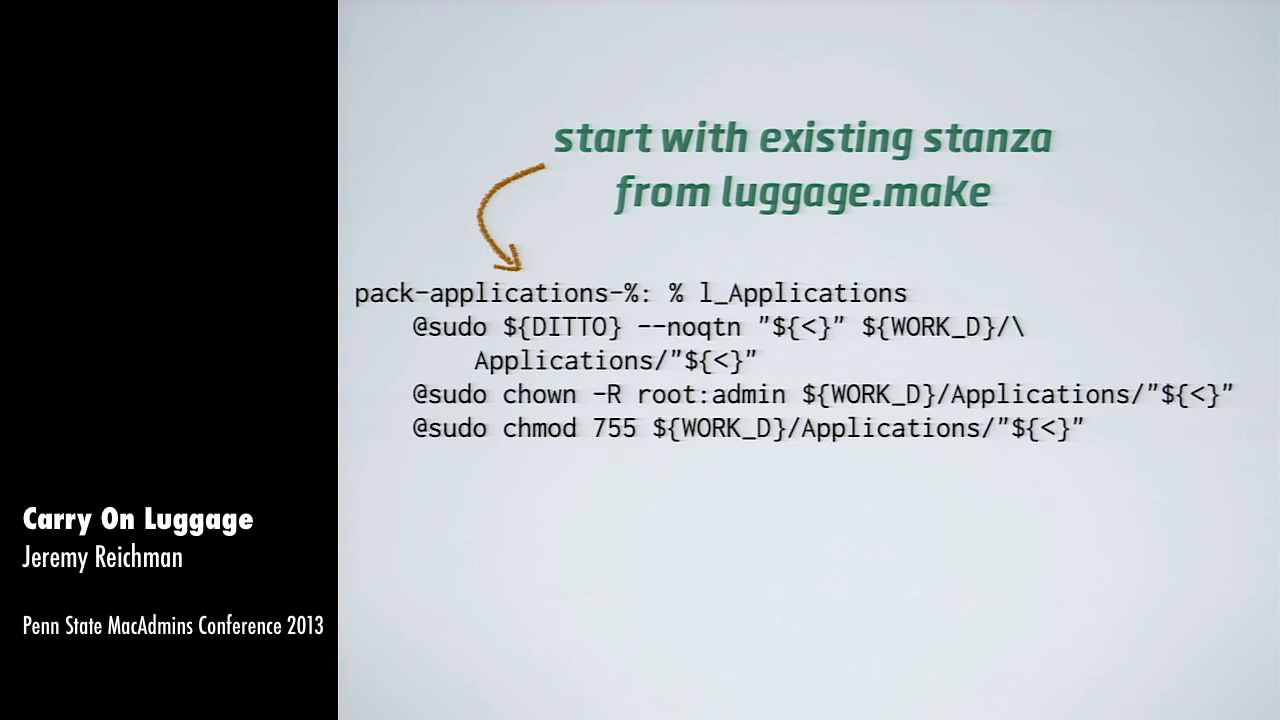 start with existing stanza
from luggage.make
pack-applications-%: % l_Applications
@sudo ${DITTO} --noqtn "${<}" ${WORK_D}/\
Applications/"${<}"
@sudo chown -R root:admin ${WORK_D}/Applications/"${<}"
@sudo chmod 755 ${WORK_D}/Applications/"${<}"
Carry On Luggage
Jeremy Reichman
Penn State MacAdmins Conference 2013